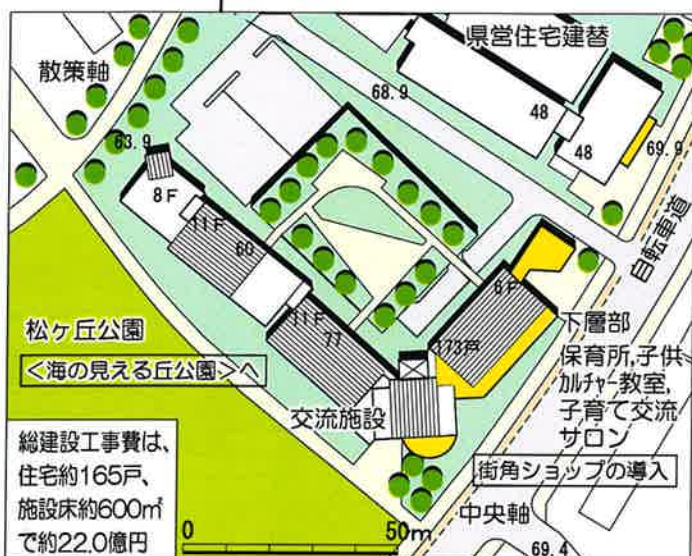 県営住宅建替
散策軸
68.9
63.9
48
48
69.9
8F
11F
60
自転車道
6F
11F
77
173戸
松ヶ丘公園
<海の見える丘公園>へ
下層部
保育所,子供
カルチャー教室,
子育て交流
サロン
交流施設
街角ショップの導入
総建設工事費は、
住宅約165戸、
施設床約600㎡
で約22.0億円
0
50m
中央軸
69.4